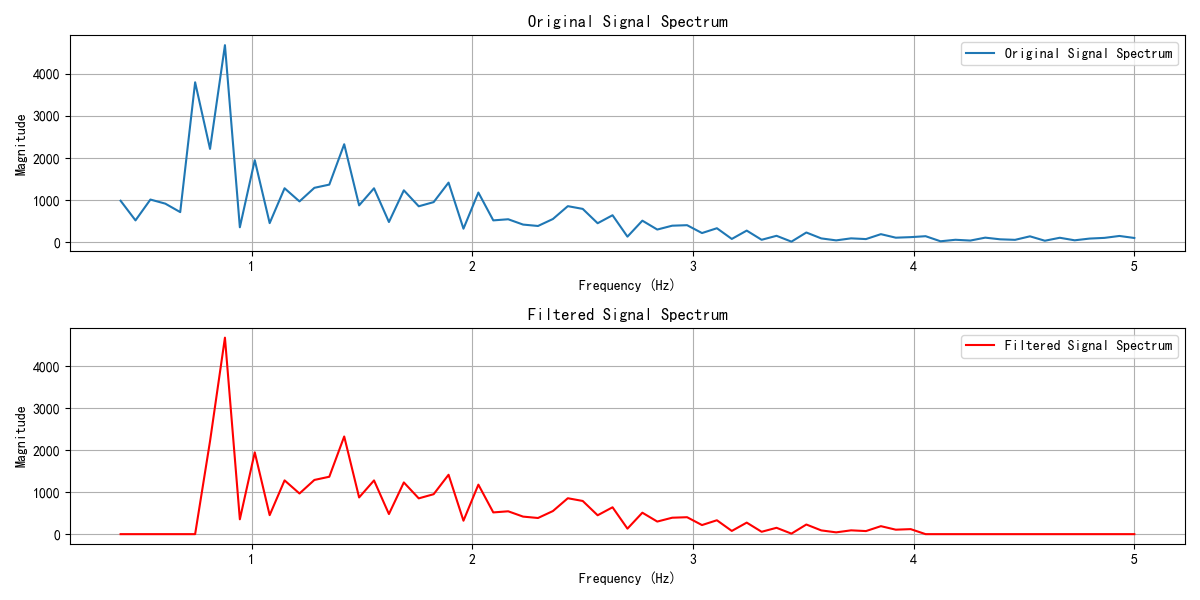 Original Signal Spectrum
Original Signal Spectrum
Magnitude
4000
3000
2000
1000
0
1 2 3 4 5
Frequency (Hz)
Filtered Signal Spectrum
Filtered Signal Spectrum
Magnitude
4000
3000
2000
1000
0
1 2 3 4 5
Frequency (Hz)